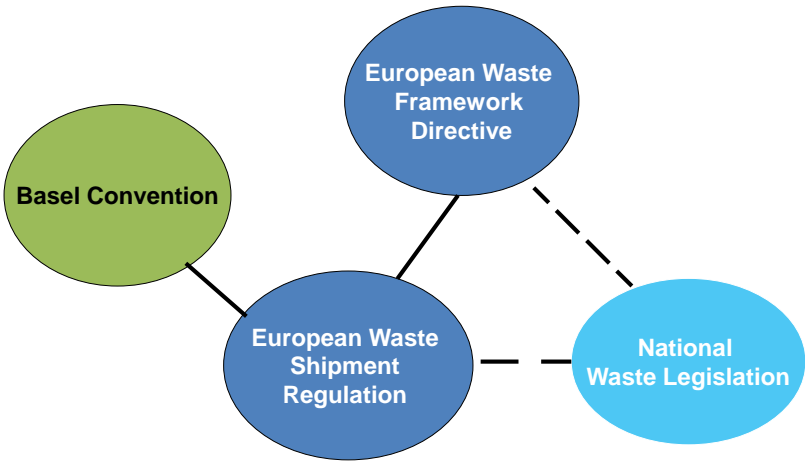 European Waste
Framework
Directive
Basel Convention
European Waste
Shipment
Regulation
National
Waste Legislation